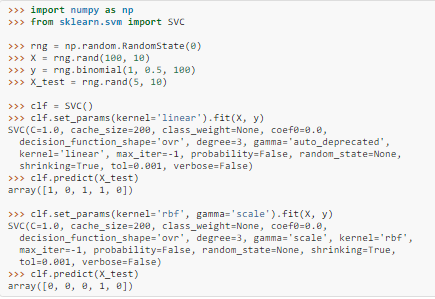 >>> import numpy as np
>>> from sklearn.svm import SVC
>>> rng = np.random.RandomState(0)
>>> X = rng.rand(100, 10)
>>> y = rng.binomial(1, 0.5, 100)
>>> X_test = rng.rand(5, 10)
>>> clf = SVC()
>>> clf.set_params(kernel='linear').fit(X, y)
SVC(C=1.0, cache_size=200, class_weight=None, coef0=0.0,
  decision_function_shape='ovr', degree=3, gamma='auto_deprecated',
  kernel='linear', max_iter=-1, probability=False, random_state=None,
  shrinking=True, tol=0.001, verbose=False)
>>> clf.predict(X_test)
array([1, 0, 1, 1, 0])
>>> clf.set_params(kernel='rbf', gamma='scale').fit(X, y)
SVC(C=1.0, cache_size=200, class_weight=None, coef0=0.0,
  decision_function_shape='ovr', degree=3, gamma='scale', kernel='rbf',
  max_iter=-1, probability=False, random_state=None, shrinking=True,
  tol=0.001, verbose=False)
>>> clf.predict(X_test)
array([0, 0, 0, 1, 0])